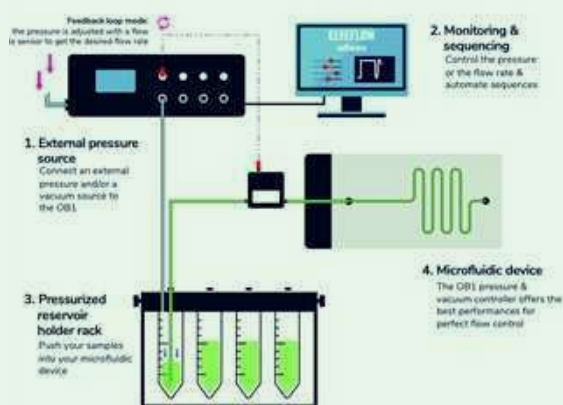 Feedback loop mode:
the pressure is adjusted with a flow
sensor to get the desired flow rate
ELVEFLOW
software
2. Monitoring &
sequencing
Control the pressure
or the flow rate &
automate sequences
1. External pressure
source
Connect an external
pressure and/or a
vacuum source to
the OB1
3. Pressurized
reservoir
holder rack
Push your samples
into your microfluidic
device
4. Microfluidic device
The OB1 pressure &
vacuum controller offers the
best performances for
perfect flow control